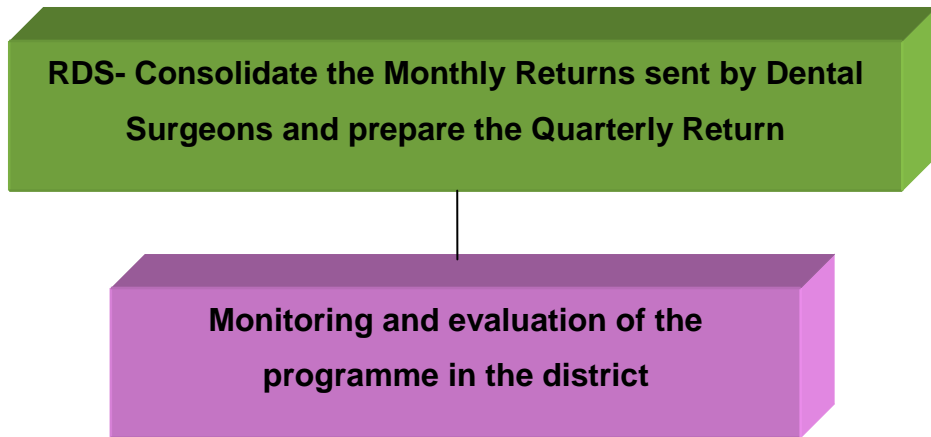 RDS- Consolidate the Monthly Returns sent by Dental
Surgeons and prepare the Quarterly Return
Monitoring and evaluation of the
programme in the district